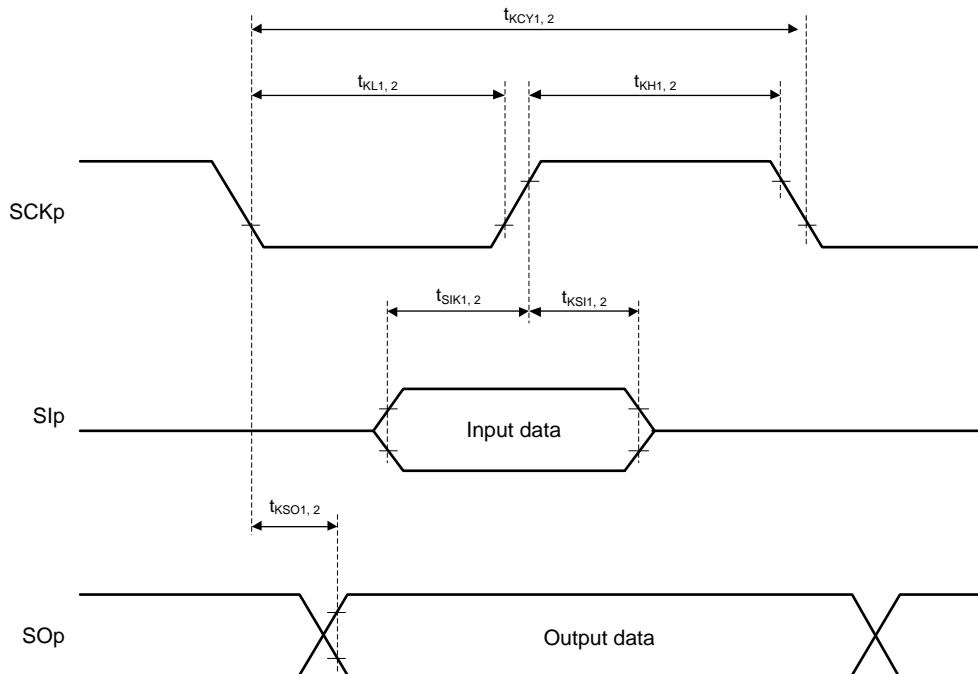 tKCY1, 2
tKL1, 2
tKH1, 2
SCKp
tSIK1, 2
tKSI1, 2
SIp
Input data
tKSO1, 2
SOp
Output data